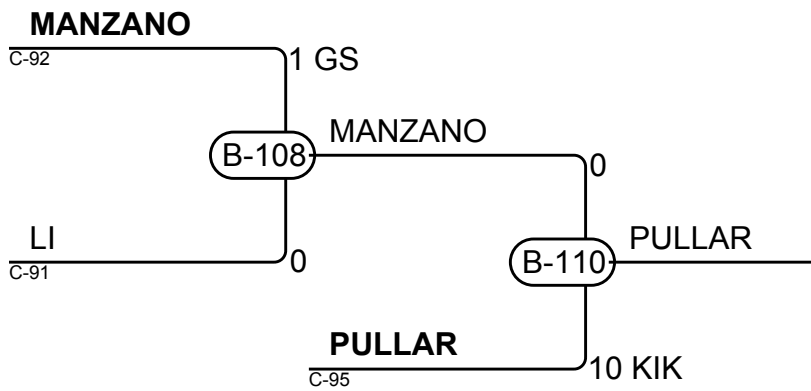 MANZANO
C-92
1 GS
B-108
MANZANO
0
LI
C-91
0
B-110
PULLAR
PULLAR
C-95
10 KIK